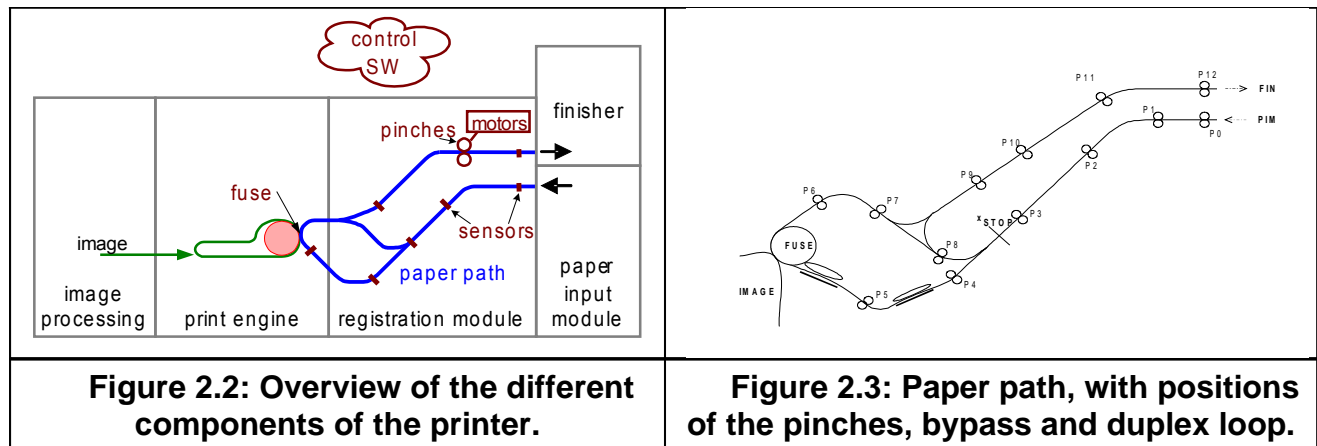 control
SW
finisher
motors
pinches
fuse
sensors
image
paper path
paper
input
module
image
processing
print engine
registration module
P12
P11
FIN
P1
PIM
P0
P10
P2
P9
P6
P7
xSTOP
P3
FUSE
P8
P4
IMAGE
P5
Figure 2.2: Overview of the different
components of the printer.
Figure 2.3: Paper path, with positions
of the pinches, bypass and duplex loop.